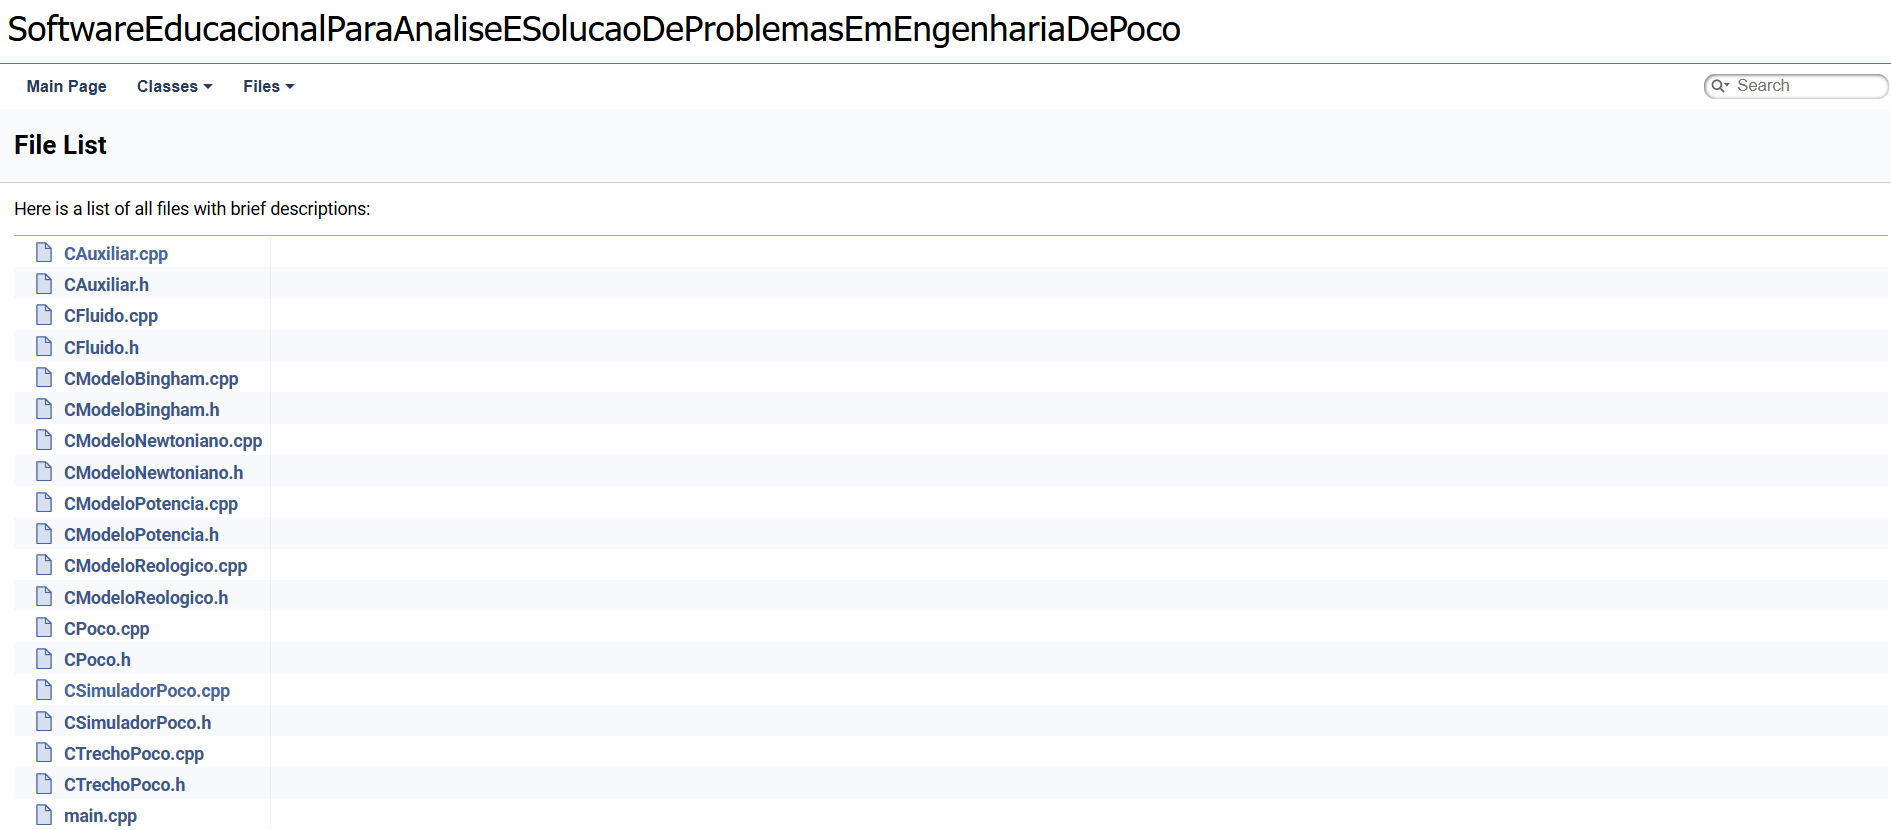 SoftwareEducacionalParaAnaliseESolucaoDeProblemasEmEngenhariaDePoco
Main Page Classes Files Search
File List
Here is a list of all files with brief descriptions:
CAuxiliar.cpp
CAuxiliar.h
CFluido.cpp
CFluido.h
CModeloBingham.cpp
CModeloBingham.h
CModeloNewtoniano.cpp
CModeloNewtoniano.h
CModeloPotencia.cpp
CModeloPotencia.h
CModeloReologico.cpp
CModeloReologico.h
CPoco.cpp
CPoco.h
CSimuladorPoco.cpp
CSimuladorPoco.h
CTrechoPoco.cpp
CTrechoPoco.h
main.cpp